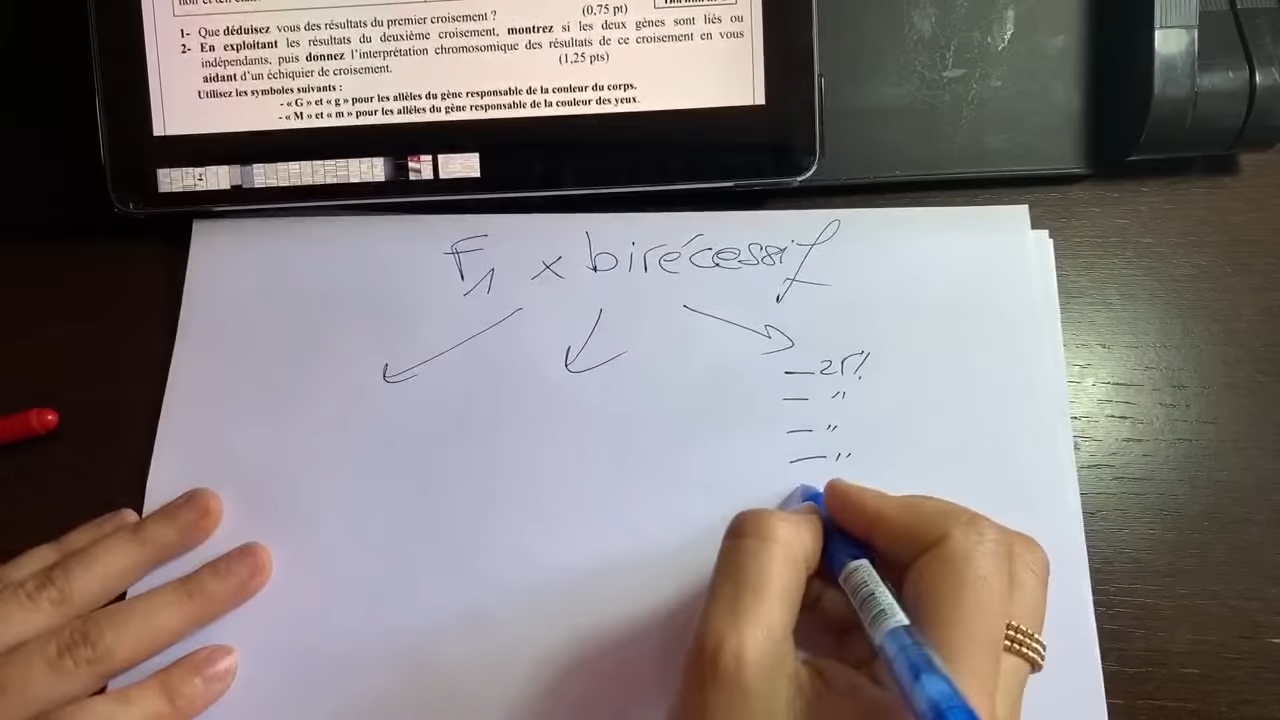 (0,75 pt)
1- Que déduisez vous des résultats du premier croisement ?
2- En exploitant les résultats du deuxième croisement, montrez si les deux gènes sont liés ou
indépendants, puis donnez l'interprétation chromosomique des résultats de ce croisement en vous
aidant d'un échiquier de croisement. (1,25 pts)
Utilisez les symboles suivants :
- « G » et « g » pour les allèles du gène responsable de la couleur du corps.
- « M » et « m » pour les allèles du gène responsable de la couleur des yeux.
F1 × birécessif
— 25%
— "
— "
— "